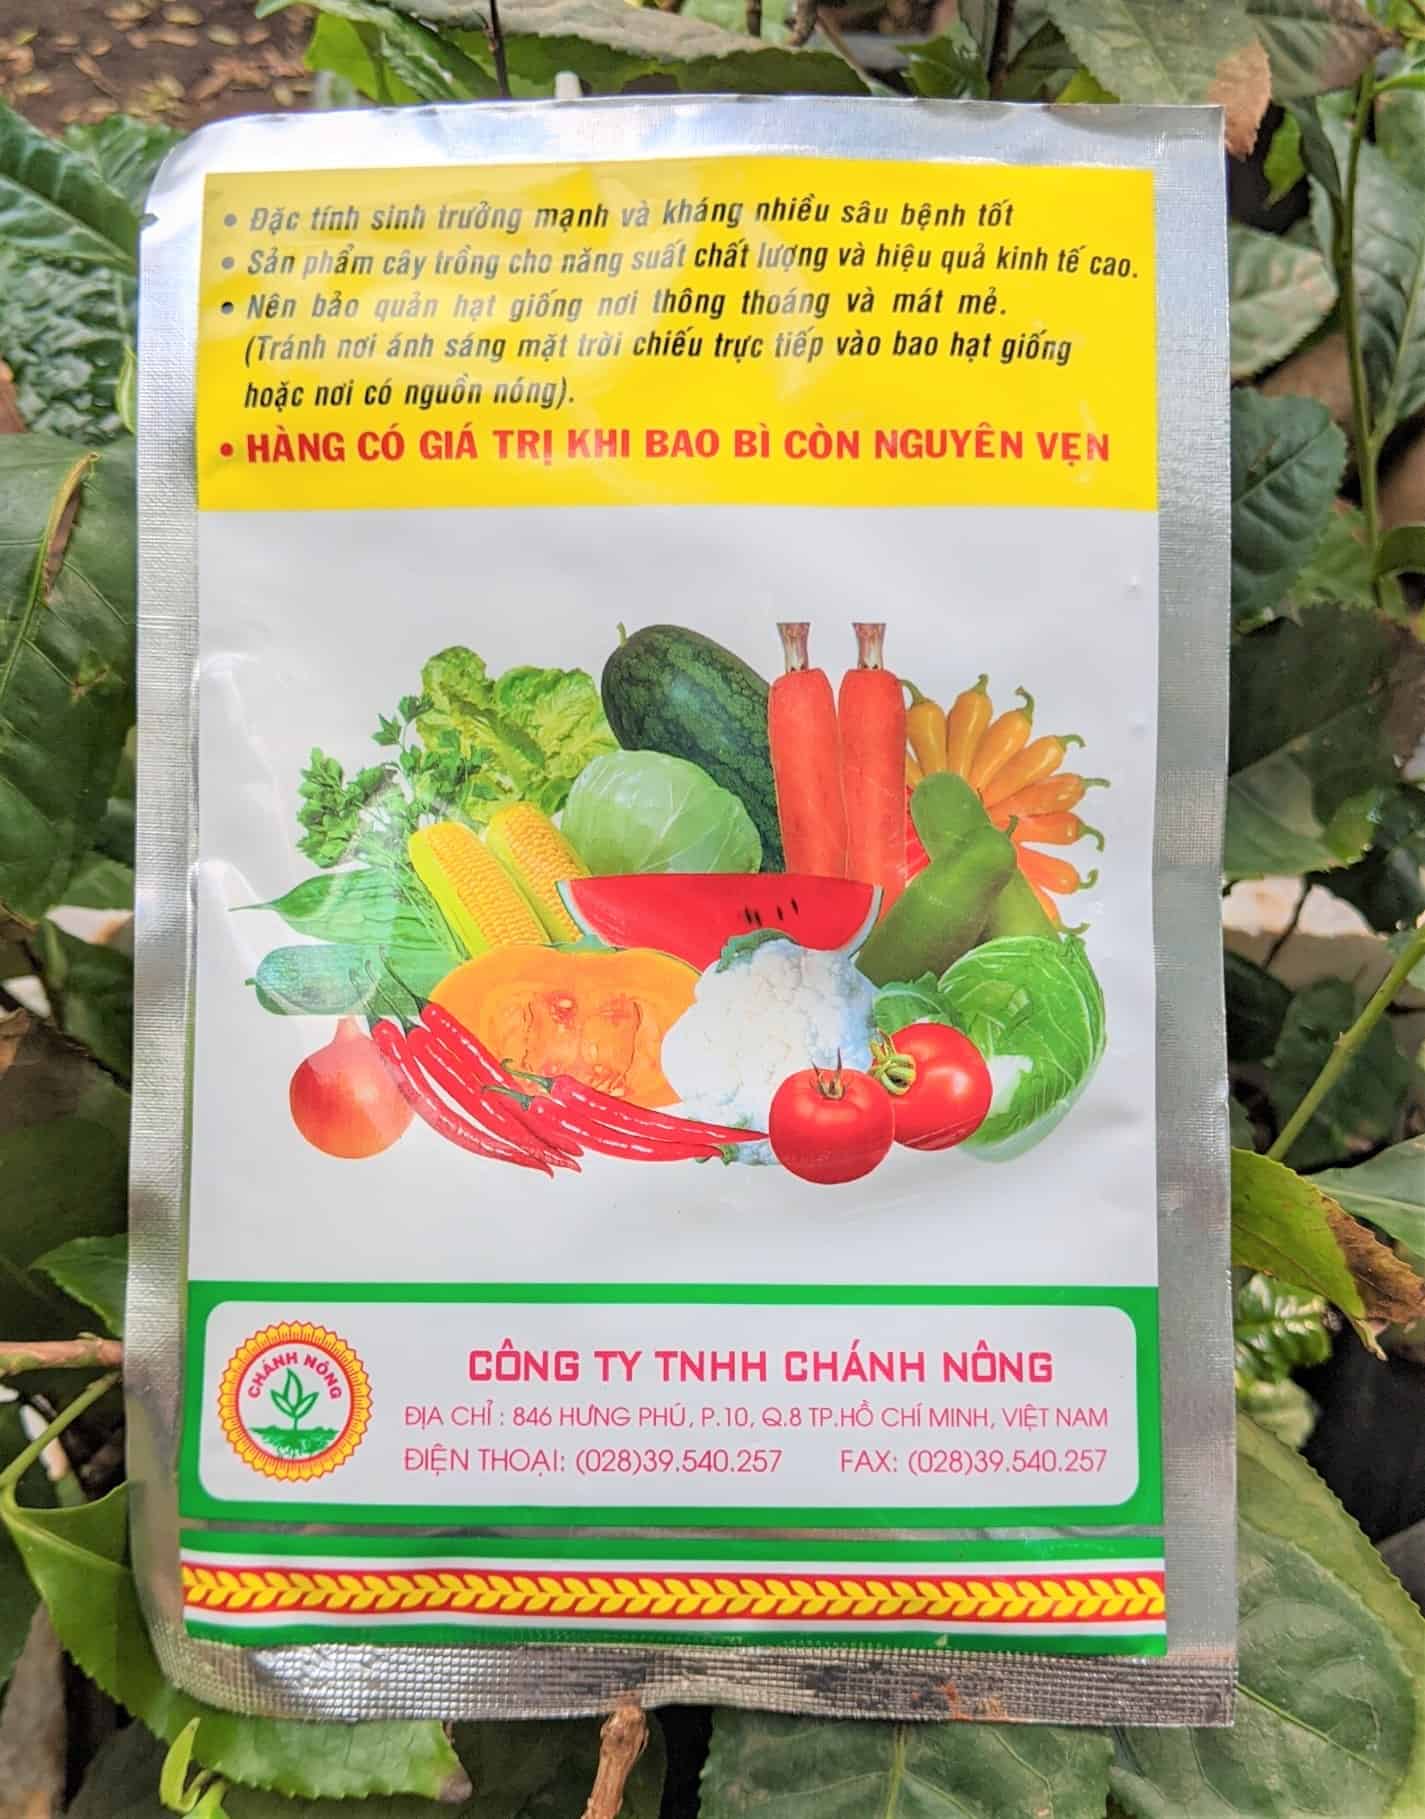 • Đặc tính sinh trưởng mạnh và kháng nhiều sâu bệnh tốt
• Sản phẩm cây trồng cho năng suất chất lượng và hiệu quả kinh tế cao.
• Nên bảo quản hạt giống nơi thông thoáng và mát mẻ.
(Tránh nơi ánh sáng mặt trời chiếu trực tiếp vào bao hạt giống
hoặc nơi có nguồn nóng).
• HÀNG CÓ GIÁ TRỊ KHI BAO BÌ CÒN NGUYÊN VẸN
CHÁNH NÔNG
CÔNG TY TNHH CHÁNH NÔNG
ĐỊA CHỈ : 846 HƯNG PHÚ, P.10, Q.8 TP.HỒ CHÍ MINH, VIỆT NAM
ĐIỆN THOẠI: (028)39.540.257 FAX: (028)39.540.257